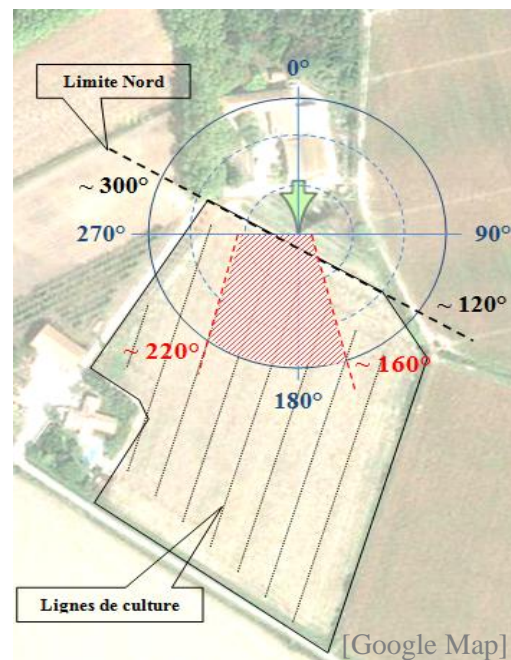 0°
Limite Nord
~ 300°
270°
90°
~ 120°
~ 220°
~ 160°
180°
Lignes de culture
[Google Map]